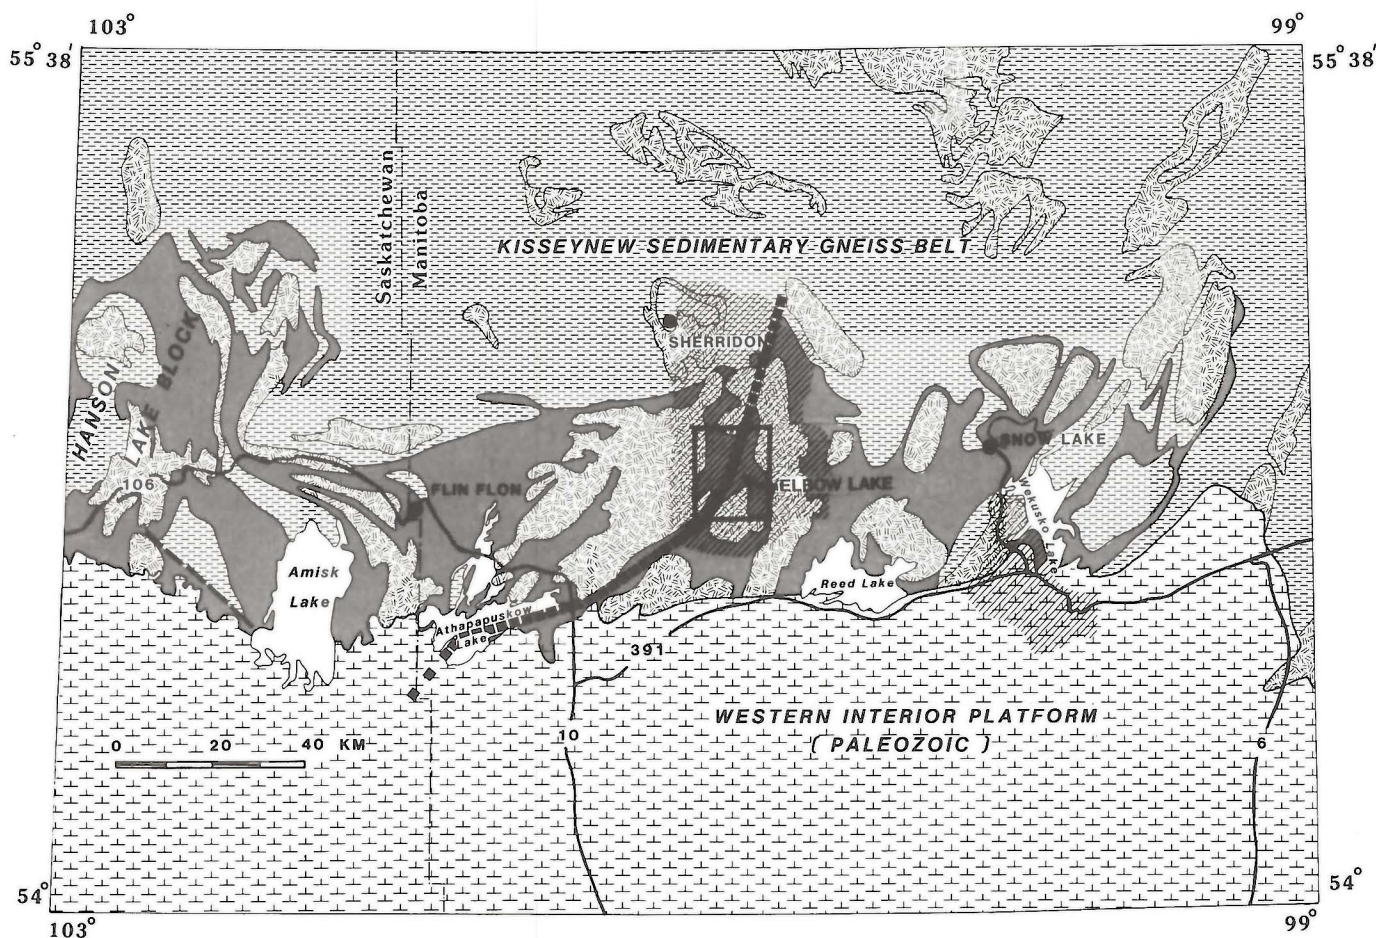 103°
99°
55° 38'
55° 38'
Saskatchewan
Manitoba
KISSEYNEW SEDIMENTARY GNEISS BELT
SHERRIDON
HANSON LAKE BLOCK
SNOW LAKE
106
FLIN FLON
ELBOW LAKE
Wekusko Lake
Amisk
Lake
Reed Lake
Athapapuskow
Lake
391
WESTERN INTERIOR PLATFORM
( PALEOZOIC )
0 20 40 KM
10
6
54°
54°
103°
99°